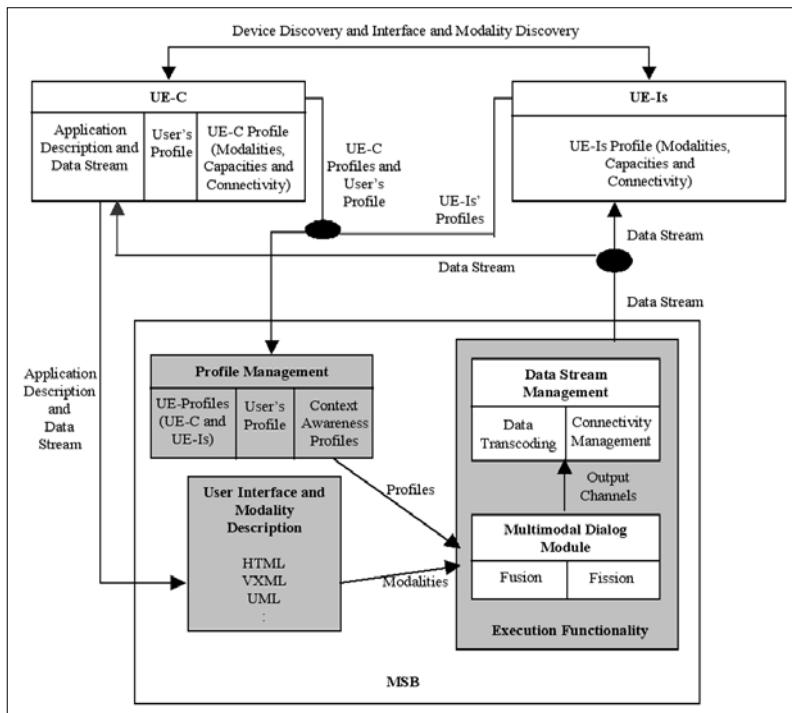 Device Discovery and Interface and Modality Discovery
UE-C
Application
Description and
Data Stream
User's
Profile
UE-C Profile
(Modalities,
Capacities and
Connectivity)
UE-Is
UE-Is Profile (Modalities,
Capacities and
Connectivity)
UE-C
Profiles and
User's
Profile
UE-Is'
Profiles
Data Stream
Data Stream
Data Stream
Application
Description
and
Data
Stream
Profile Management
UE-Profiles
(UE-C and
UE-Is)
User's
Profile
Context
Awareness
Profiles
User Interface and
Modality
Description
HTML
VXML
UML
:
Profiles
Modalities
Data Stream
Management
Data
Transcoding
Connectivity
Management
Output
Channels
Multimodal Dialog
Module
Fusion
Fission
Execution Functionality
MSB